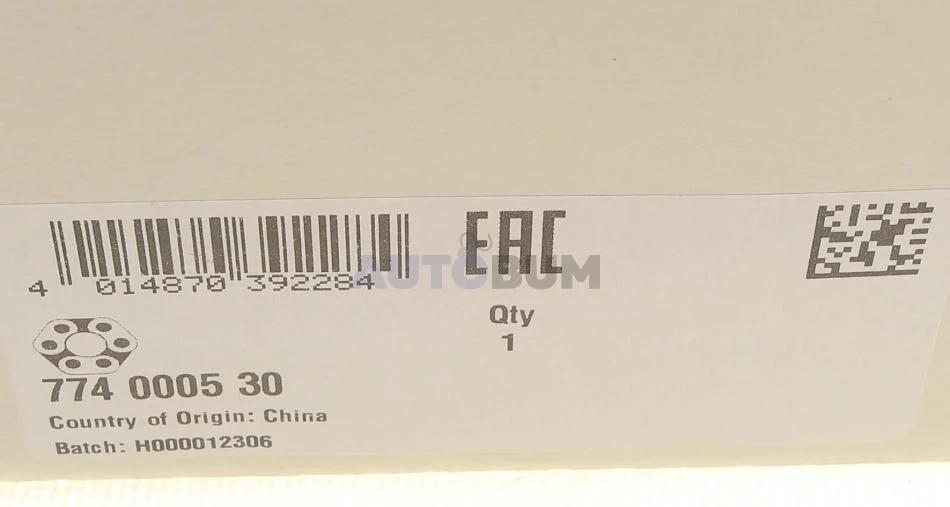 EAC
4 014870 392284
AUTOBUM
Qty
1
774 0005 30
Country of Origin: China
Batch: H000012306